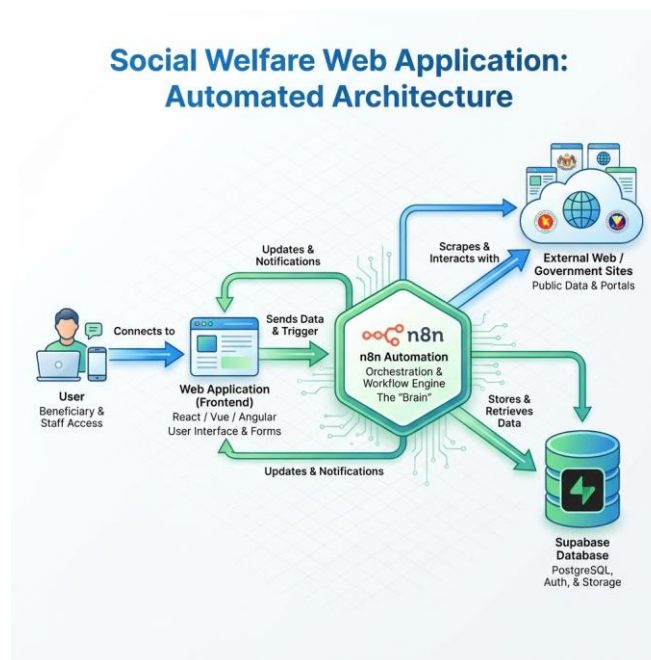 Social Welfare Web Application:
Automated Architecture
Updates &
Notifications
Scrapes &
Interacts with
External Web /
Government Sites
Public Data & Portals
Connects to
Sends Data
& Trigger
n8n
n8n Automation
Orchestration &
Workflow Engine
The "Brain"
User
Beneficiary &
Staff Access
Web Application
(Frontend)
React / Vue / Angular
User Interface & Forms
Stores &
Retrieves
Data
Updates & Notifications
Supabase
Database
PostgreSQL,
Auth, & Storage